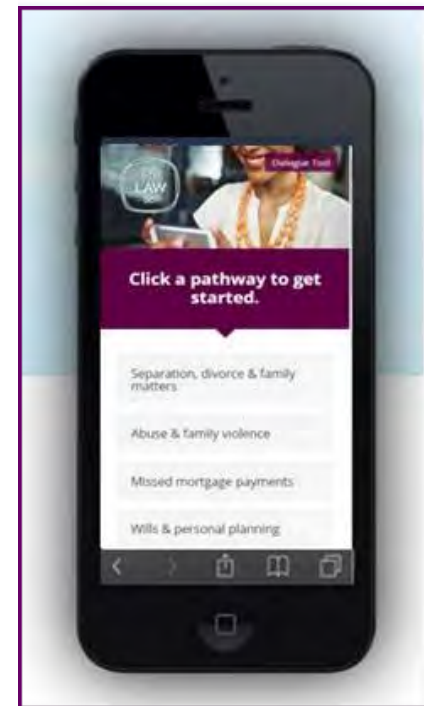 Dialogue Tool
LAW
Click a pathway to get
started.
Separation, divorce & family
matters
Abuse & family violence
Missed mortgage payments
Wills & personal planning